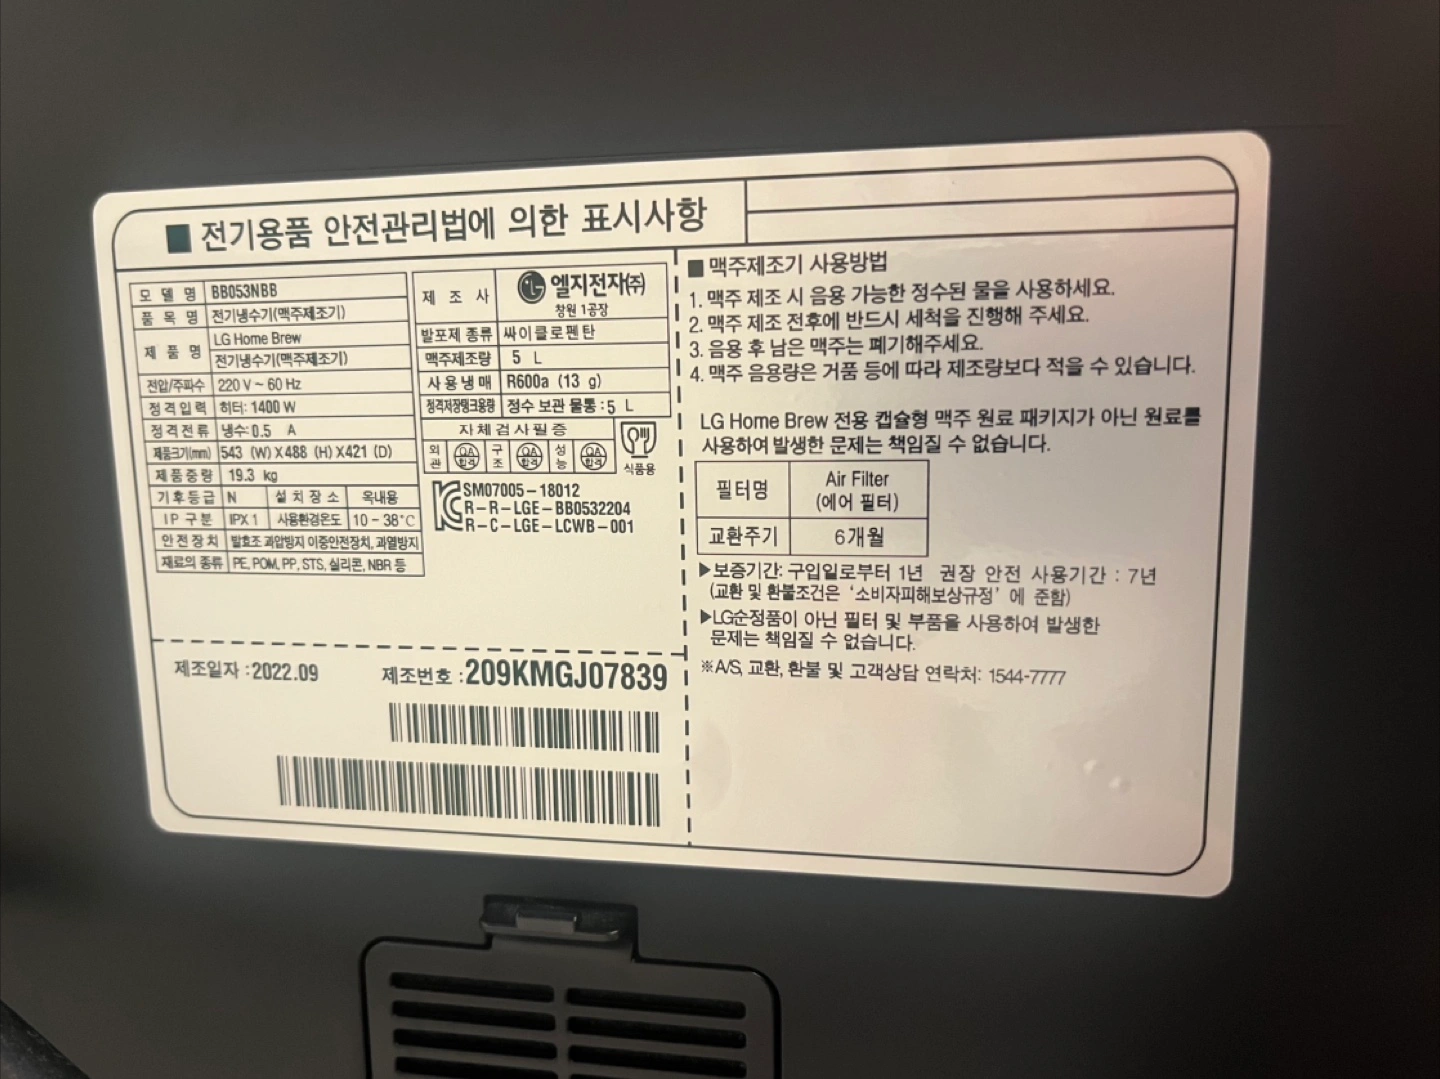 ■ 전기용품 안전관리법에 의한 표시사항
모 델 명 BB053NBB
품 목 명 전기냉수기(맥주제조기)
제 품 명 LG Home Brew
전기냉수기(맥주제조기)
전압/주파수 220 V ~ 60 Hz
정격입력 히터: 1400 W
정격전류 냉수: 0.5 A
제품크기(mm) 543 (W) X 488 (H) X 421 (D)
제품중량 19.3 kg
기후등급 N 설 치 장 소 옥내용
IP 구분 IPX1 사용환경온도 10 - 38°C
안전장치 발효조 과압방지 이중안전장치, 과열방지
재료의 종류 PE, POM, PP, STS, 실리콘, NBR 등
제 조 사 LG 엘지전자(주)
창원 1공장
발포제 종류 싸이클로펜탄
맥주제조량 5 L
사용냉매 R600a (13 g)
정격저장탱크용량 정수 보관 물통 : 5 L
자체검사필증
외관 QA 합격 구조 QA 합격 성능 QA 합격
식품용
SM07005-18012
R-R-LGE-BB0532204
R-C-LGE-LCWB-001
제조일자 : 2022.09
제조번호 : 209KMGJ07839
■ 맥주제조기 사용방법
1. 맥주 제조 시 음용 가능한 정수된 물을 사용하세요.
2. 맥주 제조 전후에 반드시 세척을 진행해 주세요.
3. 음용 후 남은 맥주는 폐기해주세요.
4. 맥주 음용량은 거품 등에 따라 제조량보다 적을 수 있습니다.
LG Home Brew 전용 캡슐형 맥주 원료 패키지가 아닌 원료를
사용하여 발생한 문제는 책임질 수 없습니다.
필터명 Air Filter
(에어 필터)
교환주기 6개월
▶보증기간: 구입일로부터 1년 권장 안전 사용기간 : 7년
(교환 및 환불조건은 '소비자피해보상규정' 에 준함)
▶LG순정품이 아닌 필터 및 부품을 사용하여 발생한
문제는 책임질 수 없습니다.
※A/S, 교환, 환불 및 고객상담 연락처: 1544-7777